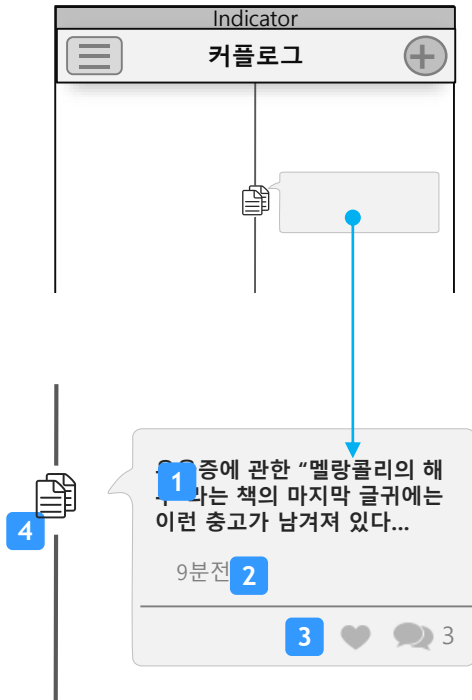 Indicator
커플로그
증에 관한 “멜랑콜리의 해
라는 책의 마지막 글귀에는
이런 충고가 남겨져 있다...
1
4
9분전
2
3
3